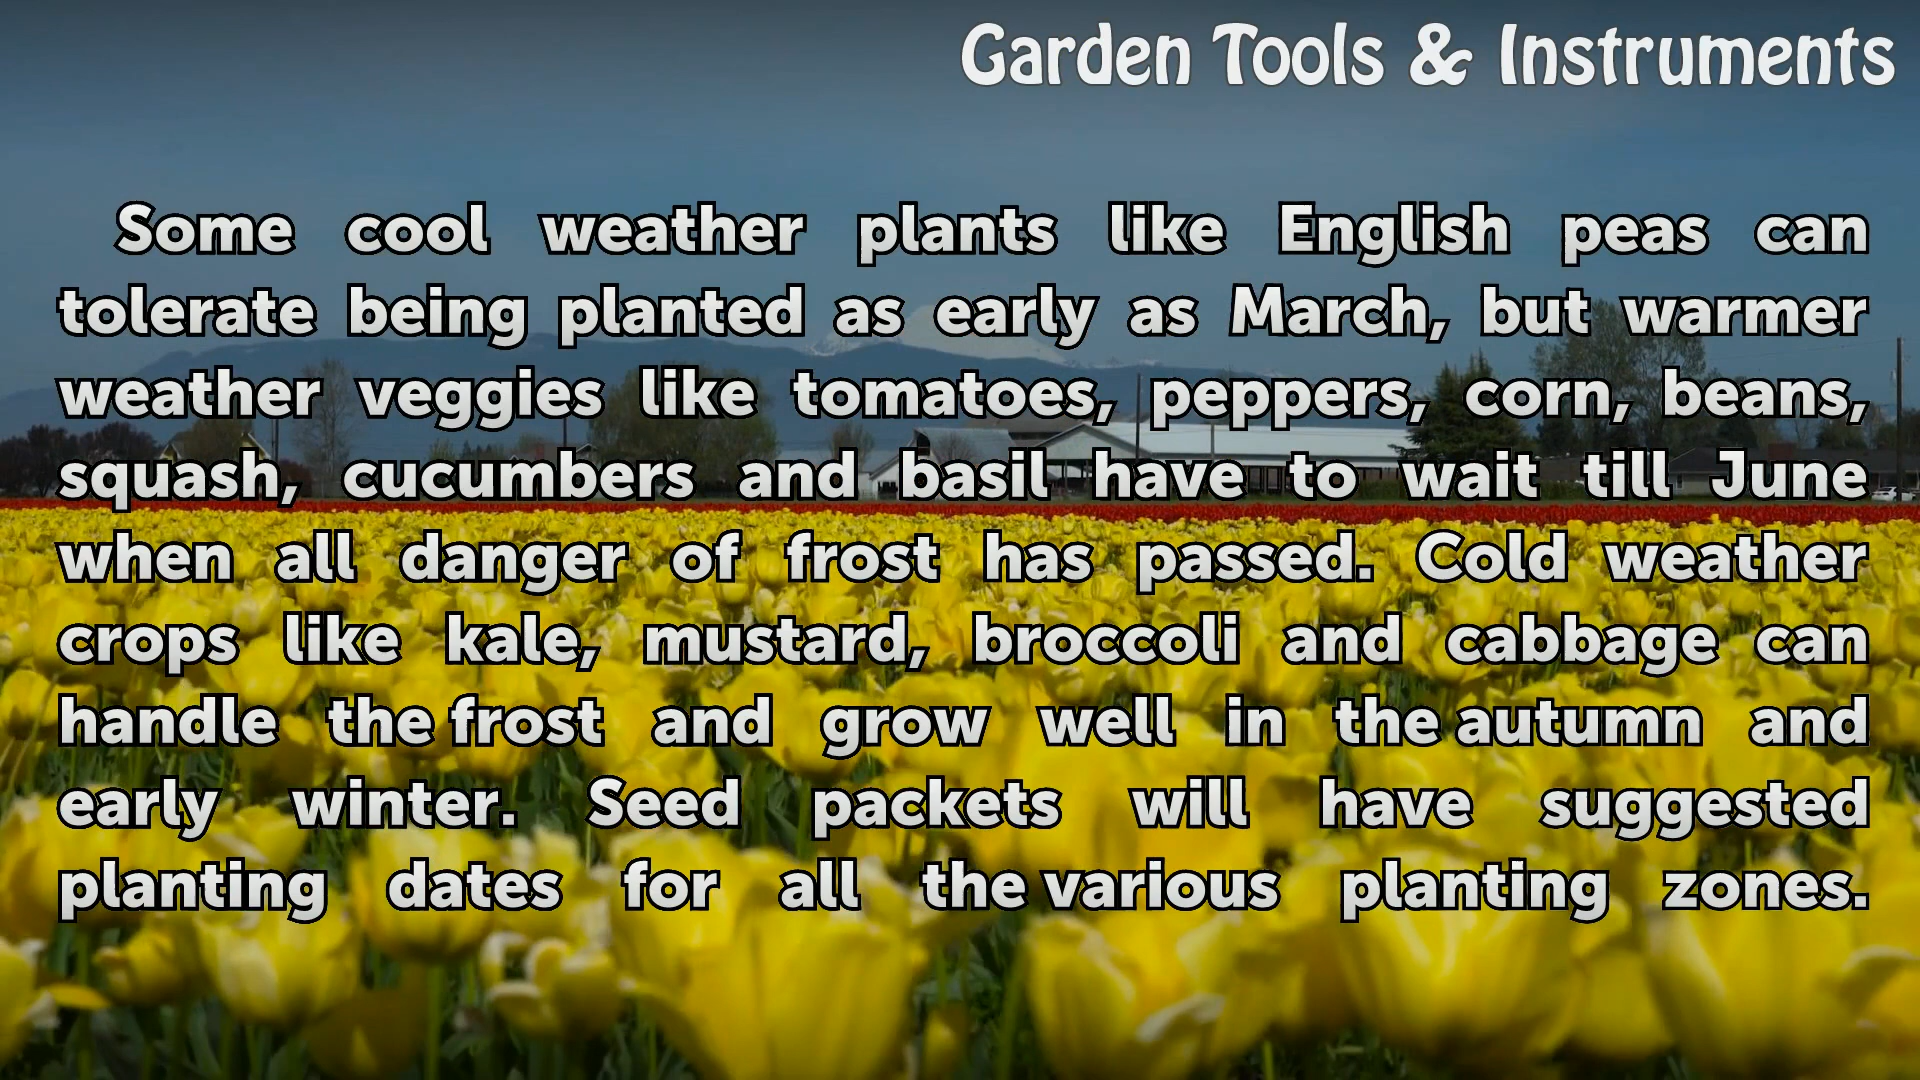 Garden Tools & Instruments
Some cool weather plants like English peas can
tolerate being planted as early as March, but warmer
weather veggies like tomatoes, peppers, corn, beans,
squash, cucumbers and basil have to wait till June
when all danger of frost has passed. Cold weather
crops like kale, mustard, broccoli and cabbage can
handle the frost and grow well in the autumn and
early winter. Seed packets will have suggested
planting dates for all the various planting zones.